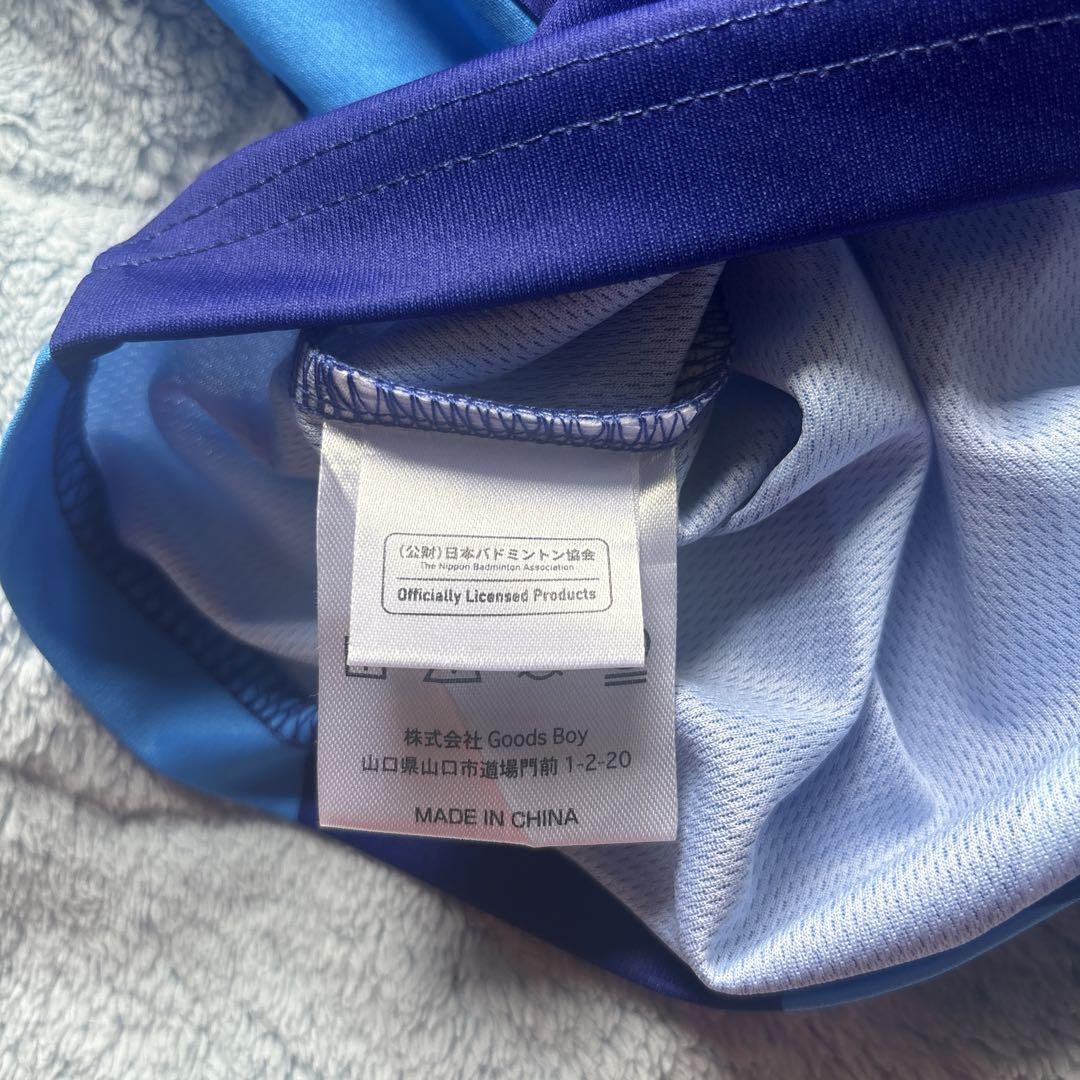 (公財)日本バドミントン協会
The Nippon Badminton Association
Officially Licensed Products
株式会社 Goods Boy
山口県山口市道場門前 1-2-20
MADE IN CHINA